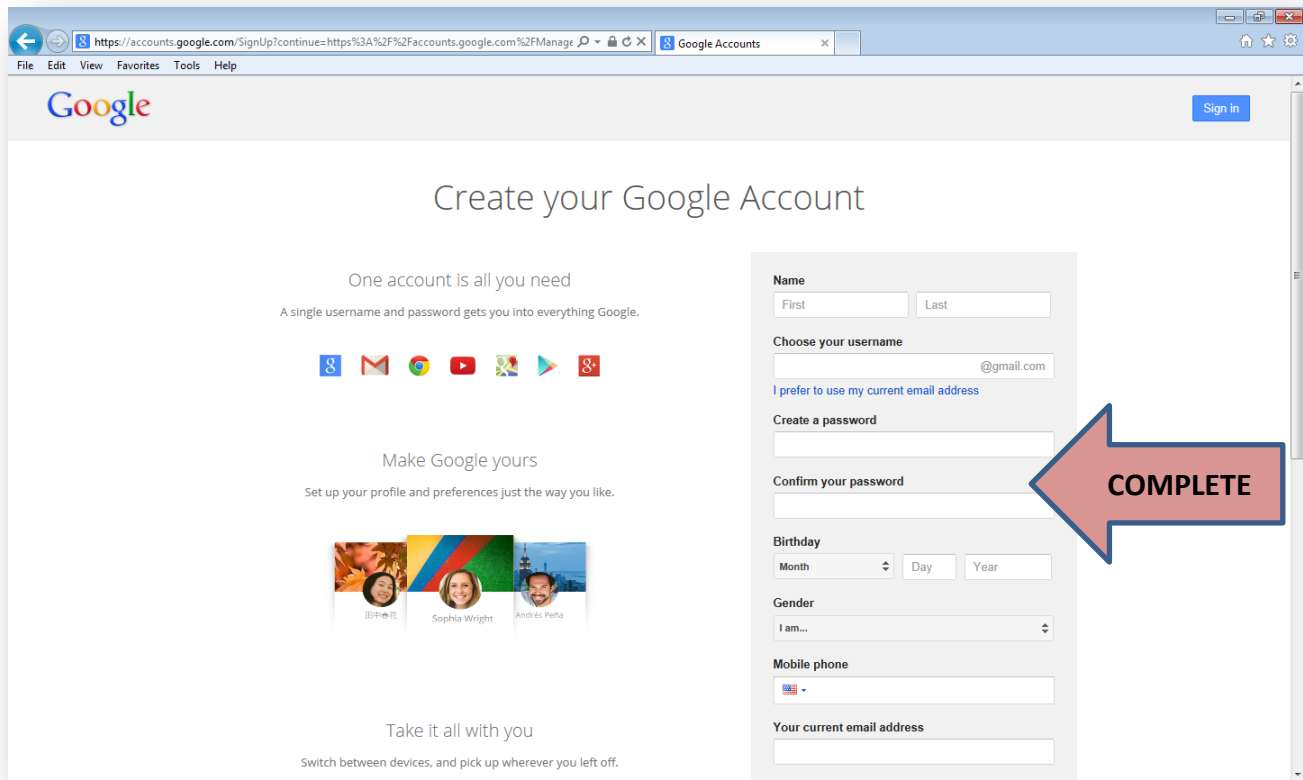 https://accounts.google.com/SignUp?continue=https%3A%2F%2Faccounts.google.com%2FManage
Google Accounts
File Edit View Favorites Tools Help
Google
Sign in
Create your Google Account
One account is all you need
A single username and password gets you into everything Google.
Make Google yours
Set up your profile and preferences just the way you like.
田中春花
Sophia Wright
Andrés Peña
Take it all with you
Switch between devices, and pick up wherever you left off.
Name
First Last
Choose your username
@gmail.com
I prefer to use my current email address
Create a password
Confirm your password
Birthday
Month Day Year
Gender
I am...
Mobile phone
Your current email address
COMPLETE